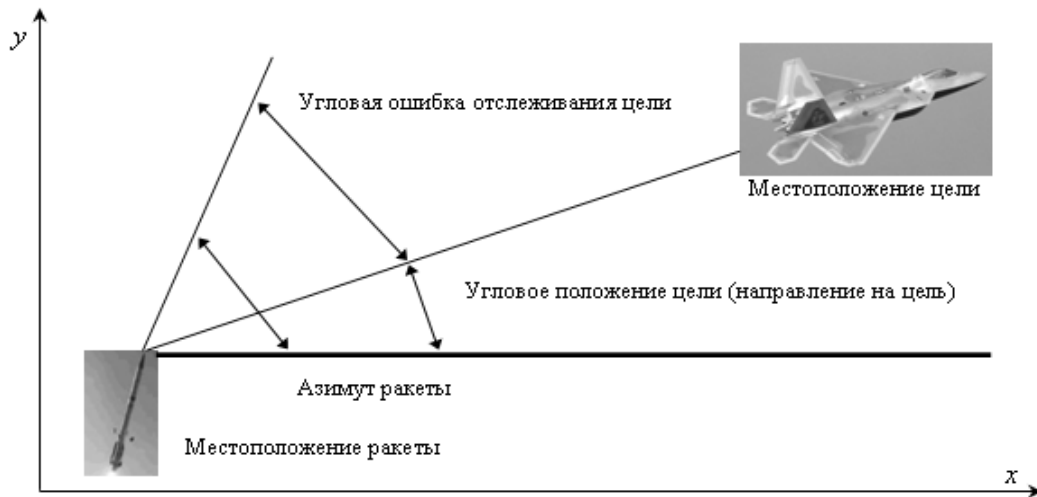 y
Угловая ошибка отслеживания цели
Местоположение цели
Угловое положение цели (направление на цель)
Азимут ракеты
Местоположение ракеты
x